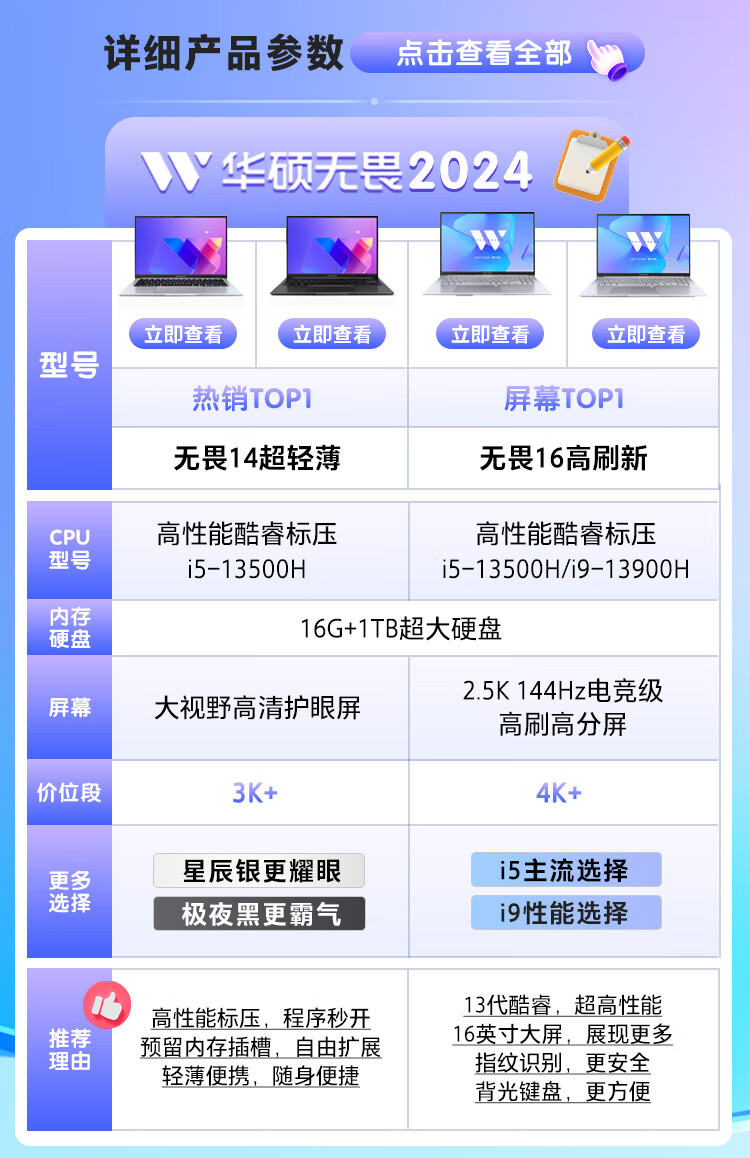 详细产品参数 点击查看全部
华硕无畏2024
型号
立即查看 立即查看 立即查看 立即查看
热销TOP1 屏幕TOP1
无畏14超轻薄 无畏16高刷新
CPU
型号
高性能酷睿标压
i5-13500H
高性能酷睿标压
i5-13500H/i9-13900H
内存
硬盘
16G+1TB超大硬盘
屏幕
大视野高清护眼屏
2.5K 144Hz电竞级
高刷高分屏
价位段
3K+ 4K+
更多
选择
星辰银更耀眼
极夜黑更霸气
i5主流选择
i9性能选择
推荐
理由
高性能标压，程序秒开
预留内存插槽，自由扩展
轻薄便携，随身便捷
13代酷睿，超高性能
16英寸大屏，展现更多
指纹识别，更安全
背光键盘，更方便